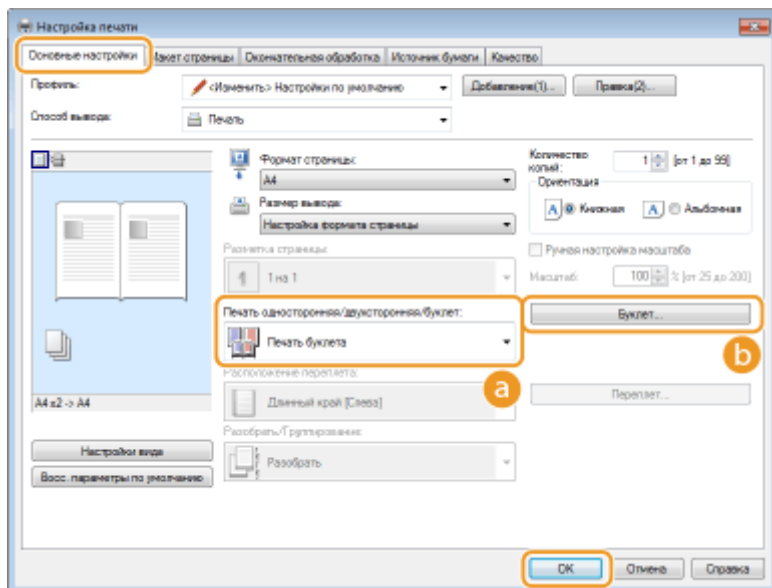 Настройка печати
Основные настройки Макет страницы Окончательная обработка Источник бумаги Качество
Профиль: <Изменить> Настройки по умолчанию Добавление(1)... Правка(2)...
Способ вывода: Печать
Формат страницы:
A4
Размер вывода:
Настройка формата страницы
Разметка страницы:
1 на 1
Печать односторонняя/двухсторонняя/буклет:
Печать буклета
a
Расположение переплета:
Длинный край [Слева]
Разобрать/Группирование:
Разобрать
Количество копий: 1 [от 1 до 99]
Ориентация
A Книжная A Альбомная
Ручная настройка масштаба
Масштаб: 100 % [от 25 до 200]
Буклет...
b
Переплет...
A4 x2 -> A4
Настройки вида
Восс. параметры по умолчанию
OK Отмена Справка